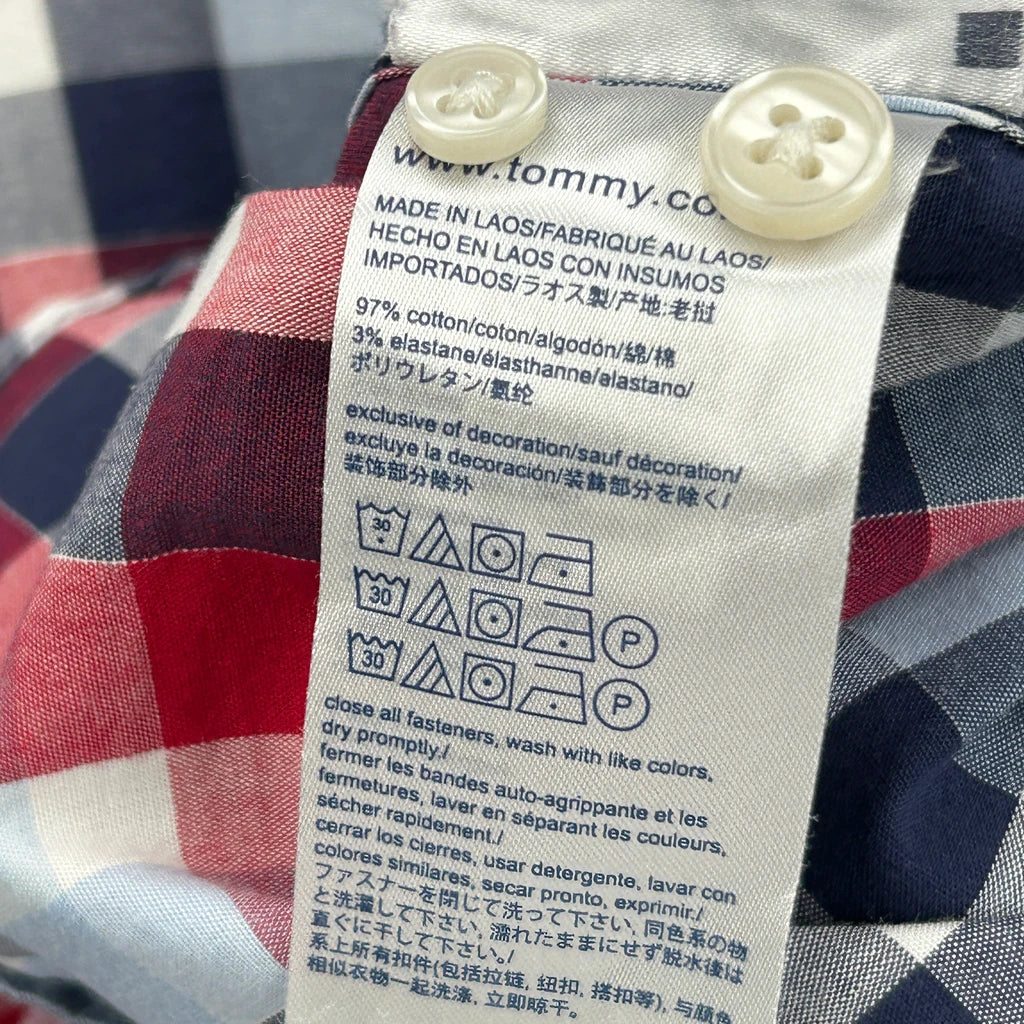 www.tommy.co
MADE IN LAOS/FABRIQUÉ AU LAOS/
HECHO EN LAOS CON INSUMOS
IMPORTADOS/ラオス製/产地:老挝
97% cotton/coton/algodón/綿/棉
3% elastane/élasthanne/elastano/
ポリウレタン/氨纶
exclusive of decoration/sauf décoration/
excluye la decoración/装飾部分を除く/
装饰部分除外
30
30
P
30
P
close all fasteners, wash with like colors,
dry promptly./
fermer les bandes auto-agrippante et les
fermetures, laver en séparant les couleurs,
sécher rapidement./
cerrar los cierres, usar detergente, lavar con
colores similares, secar pronto, exprimir./
ファスナーを閉じて洗って下さい, 同色系の物
と洗濯して下さい, 濡れたままにせず脱水後は
直ぐに干して下さい。/
系上所有扣件(包括拉链, 纽扣, 搭扣等), 与颜色
相似衣物一起洗涤, 立即晾干。